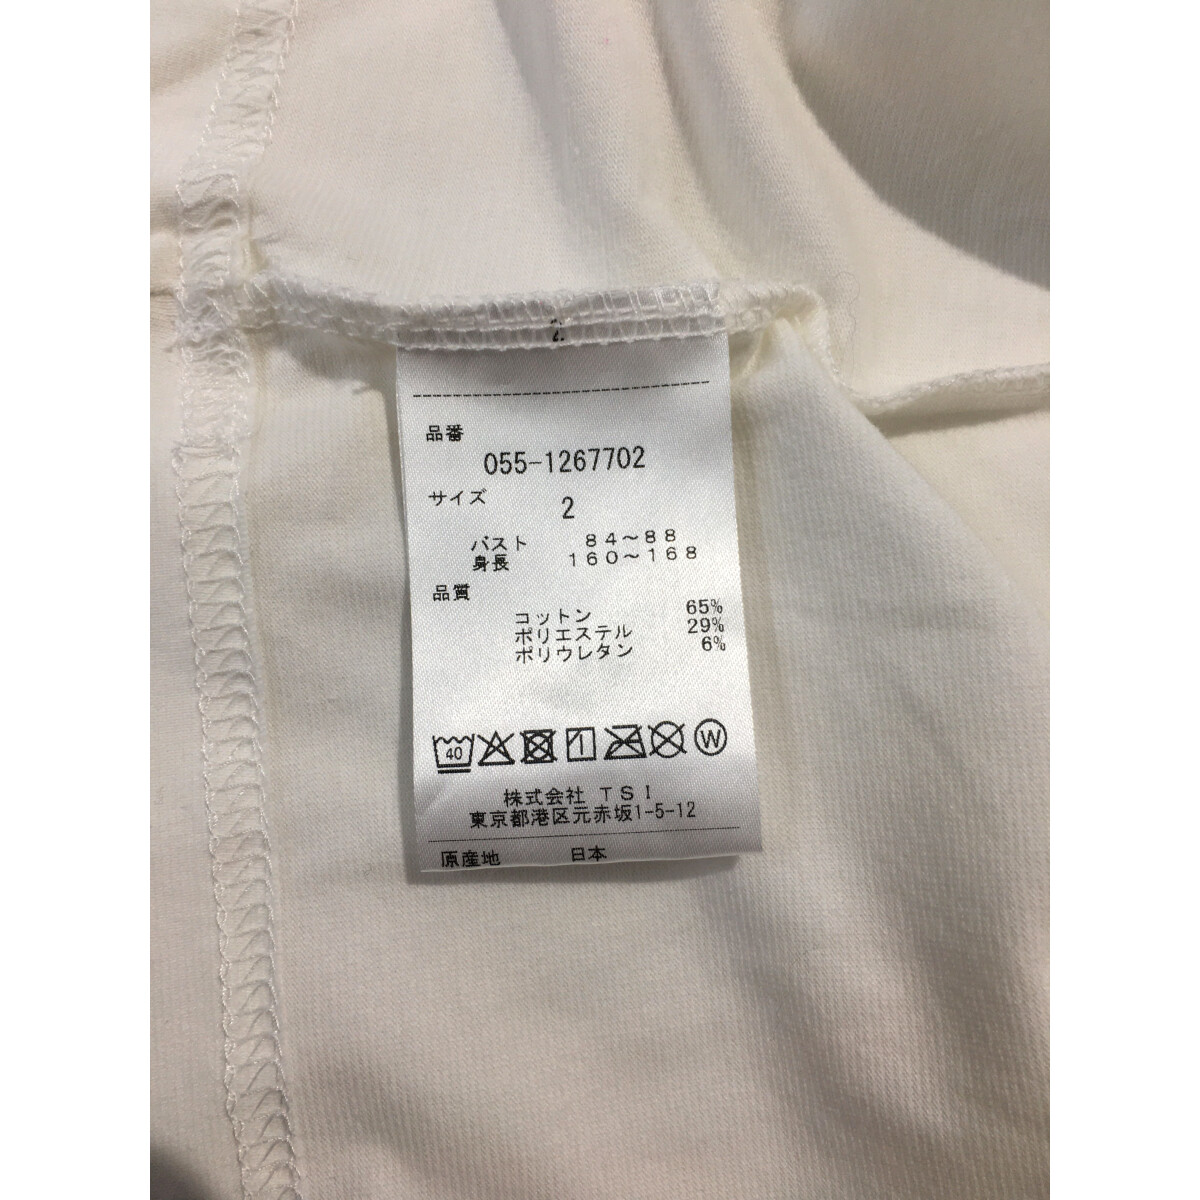 2
品番
055-1267702
サイズ
2
バスト 84～88
身長 160～168
品質
コットン 65%
ポリエステル 29%
ポリウレタン 6%
40 W
株式会社 TSI
東京都港区元赤坂1-5-12
原産地 日本